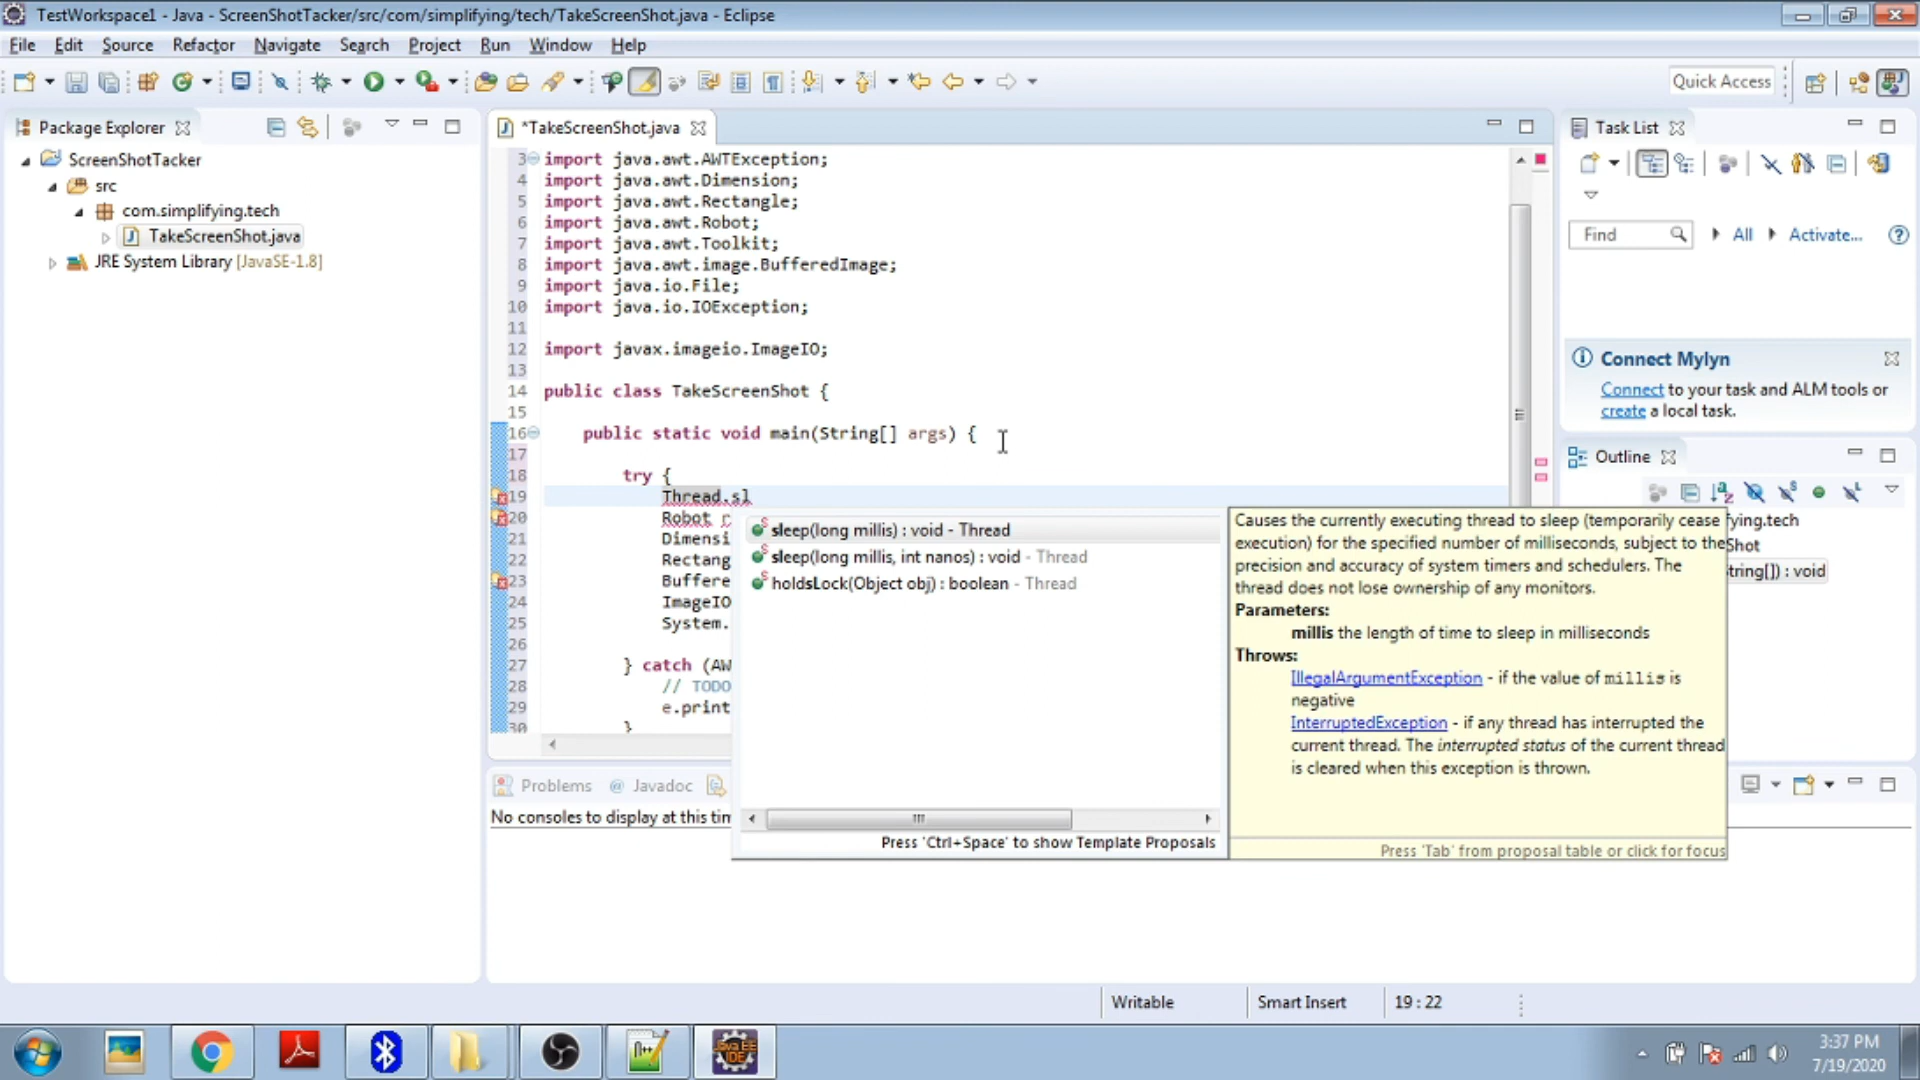 TestWorkspace1 - Java - ScreenShotTacker/src/com/simplifying/tech/TakeScreenShot.java - Eclipse
File Edit Source Refactor Navigate Search Project Run Window Help
Quick Access
Package Explorer
ScreenShotTacker
src
com.simplifying.tech
TakeScreenShot.java
JRE System Library [JavaSE-1.8]
*TakeScreenShot.java
3 import java.awt.AWTException;
4 import java.awt.Dimension;
5 import java.awt.Rectangle;
6 import java.awt.Robot;
7 import java.awt.Toolkit;
8 import java.awt.image.BufferedImage;
9 import java.io.File;
10 import java.io.IOException;
11
12 import javax.imageio.ImageIO;
13
14 public class TakeScreenShot {
15
16 public static void main(String[] args) {
17
18 try {
19 Thread.sl
20 Robot
21 Dimensi
22 Rectang
23 Buffere
24 ImageIO
25 System.
26
27 } catch (AW
28 // TODO
29 e.print
30 }
sleep(long millis) : void - Thread
sleep(long millis, int nanos) : void - Thread
holdsLock(Object obj) : boolean - Thread
Press 'Ctrl+Space' to show Template Proposals
Causes the currently executing thread to sleep (temporarily cease
execution) for the specified number of milliseconds, subject to the
precision and accuracy of system timers and schedulers. The
thread does not lose ownership of any monitors.
Parameters:
millis the length of time to sleep in milliseconds
Throws:
IllegalArgumentException - if the value of millis is
negative
InterruptedException - if any thread has interrupted the
current thread. The interrupted status of the current thread
is cleared when this exception is thrown.
Press 'Tab' from proposal table or click for focus
Task List
Find All Activate...
Connect Mylyn
Connect to your task and ALM tools or
create a local task.
Outline
fying.tech
Shot
tring[]) : void
Problems @ Javadoc
No consoles to display at this tim
Writable Smart Insert 19 : 22
3:37 PM
7/19/2020